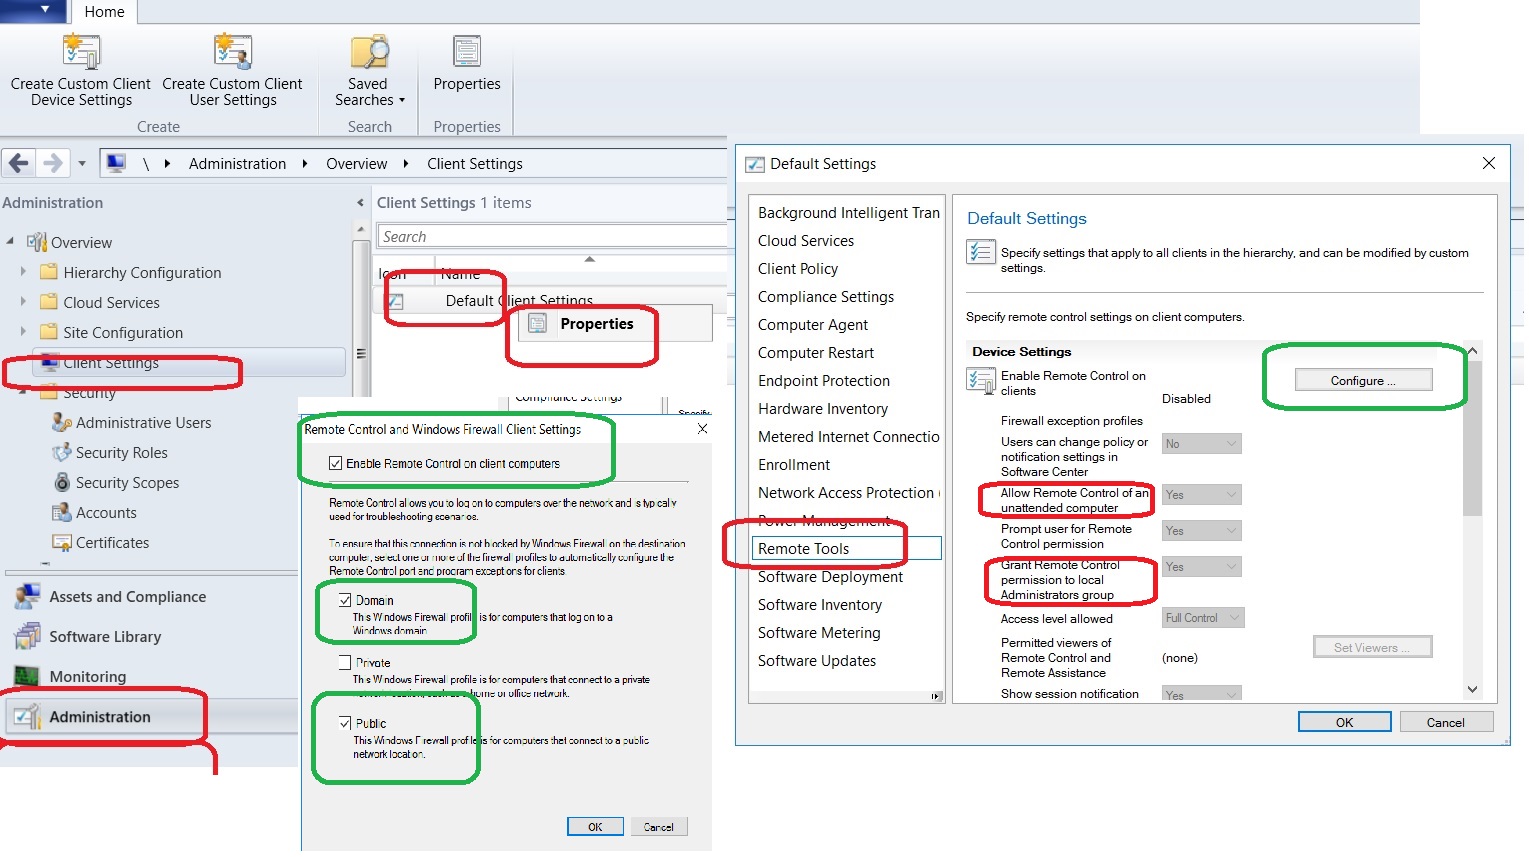 Home
Create Custom Client
Device Settings
Create Custom Client
User Settings
Saved
Searches
Properties
Create
Search
Properties
\ Administration Overview Client Settings
Administration
Overview
Hierarchy Configuration
Cloud Services
Site Configuration
Client Settings
Security
Administrative Users
Security Roles
Security Scopes
Accounts
Certificates
Assets and Compliance
Software Library
Monitoring
Administration
Client Settings 1 items
Search
Icon Name
Default Client Settings
Properties
Compliance Settings
Specify
Remote Control and Windows Firewall Client Settings
Enable Remote Control on client computers
Remote Control allows you to log on to computers over the network and is typically
used for troubleshooting scenarios.
To ensure that this connection is not blocked by Windows Firewall on the destination
computer, select one or more of the firewall profiles to automatically configure the
Remote Control port and program exceptions for clients.
Domain
This Windows Firewall profile is for computers that log on to a
Windows domain.
Private
This Windows Firewall profile is for computers that connect to a private
network location, such as a home or office network.
Public
This Windows Firewall profile is for computers that connect to a public
network location.
OK
Cancel
Default Settings
Background Intelligent Tran
Cloud Services
Client Policy
Compliance Settings
Computer Agent
Computer Restart
Endpoint Protection
Hardware Inventory
Metered Internet Connectio
Enrollment
Network Access Protection (
Power Management
Remote Tools
Software Deployment
Software Inventory
Software Metering
Software Updates
Default Settings
Specify settings that apply to all clients in the hierarchy, and can be modified by custom
settings.
Specify remote control settings on client computers.
Device Settings
Enable Remote Control on
clients
Disabled
Configure ...
Firewall exception profiles
Users can change policy or
notification settings in
Software Center
No
Allow Remote Control of an
unattended computer
Yes
Prompt user for Remote
Control permission
Yes
Grant Remote Control
permission to local
Administrators group
Yes
Access level allowed
Full Control
Permitted viewers of
Remote Control and
Remote Assistance
(none)
Set Viewers ...
Show session notification
Yes
OK
Cancel